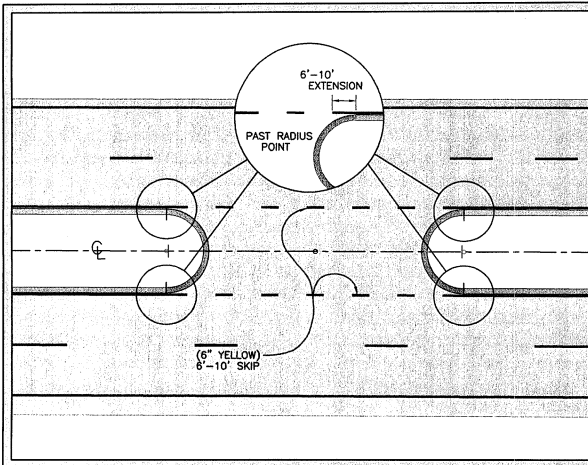 6'-10'
EXTENSION
PAST RADIUS
POINT
℄
(6" YELLOW)
6'-10' SKIP